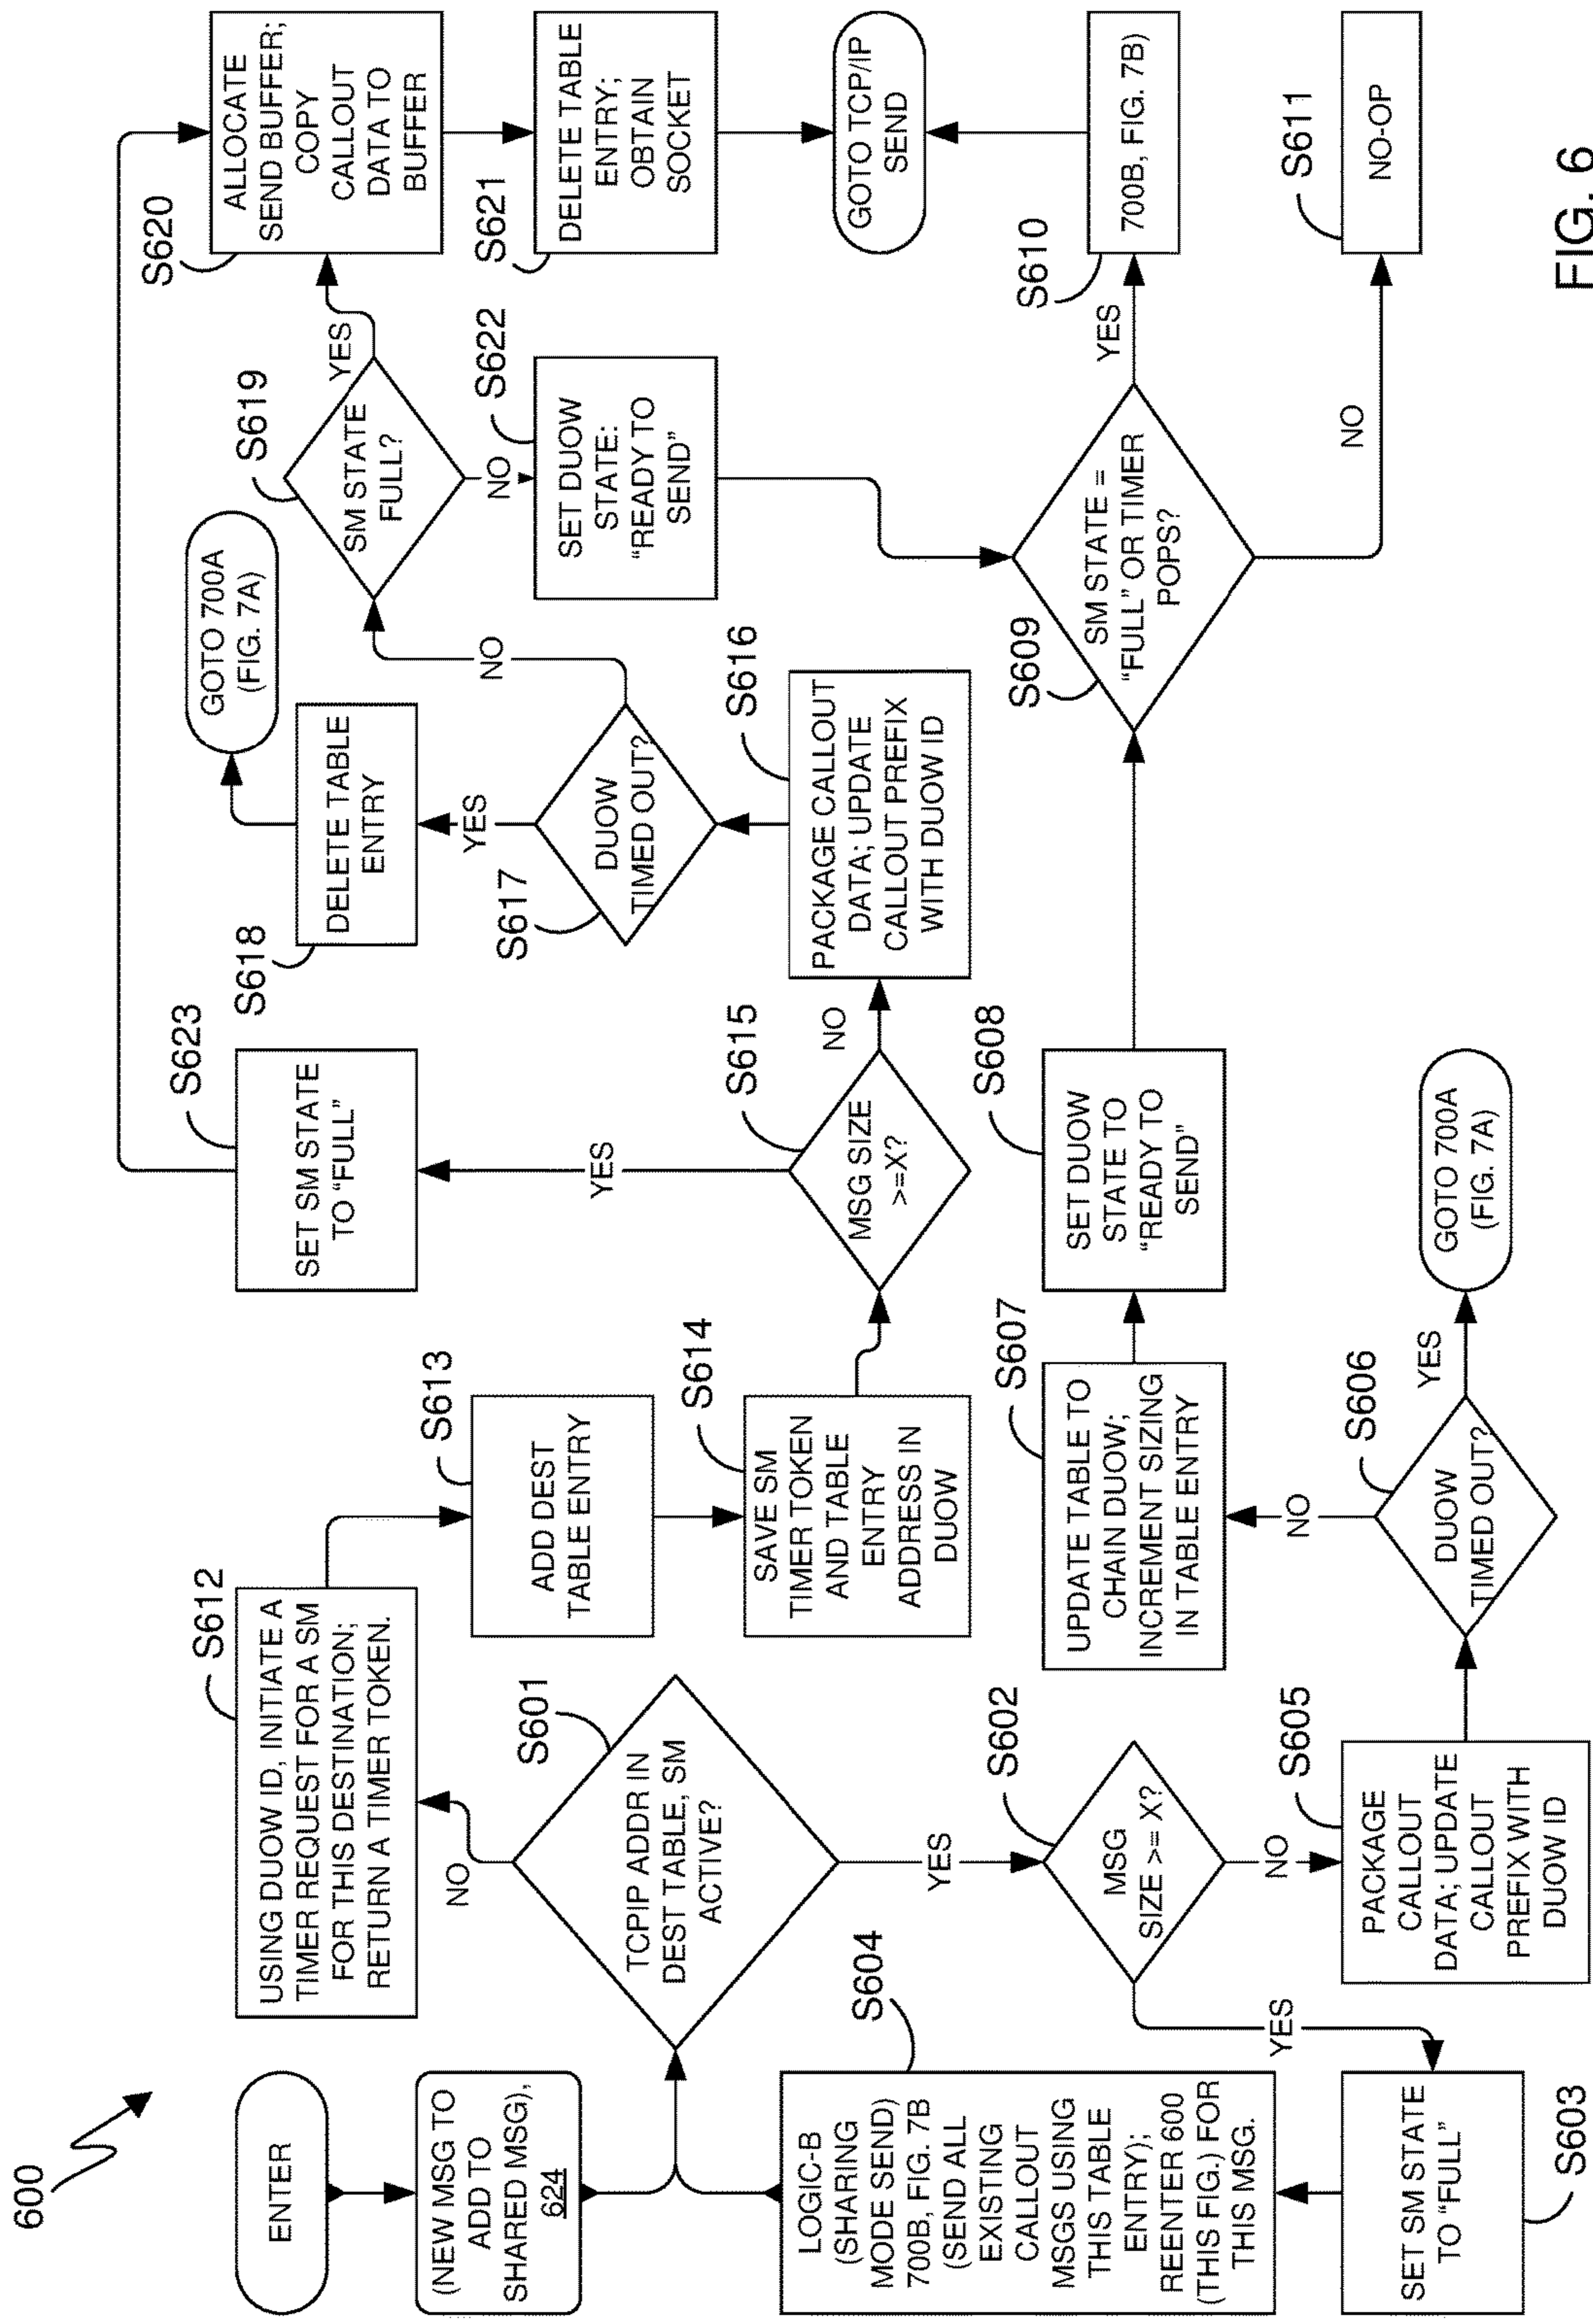 600
ENTER
(NEW MSG TO
ADD TO
SHARED MSG),
624
S601
TCPIP ADDR IN
DEST TABLE, SM
ACTIVE?
NO
YES
S612
USING DUOW ID, INITIATE A
TIMER REQUEST FOR A SM
FOR THIS DESTINATION;
RETURN A TIMER TOKEN.
S613
ADD DEST
TABLE ENTRY
S614
SAVE SM
TIMER TOKEN
AND TABLE
ENTRY
ADDRESS IN
DUOW
S615
MSG SIZE
>=X?
YES
NO
S623
SET SM STATE
TO "FULL"
S616
PACKAGE CALLOUT
DATA; UPDATE
CALLOUT PREFIX
WITH DUOW ID
S617
DUOW
TIMED OUT?
YES
NO
S618
DELETE TABLE
ENTRY
GOTO 700A
(FIG. 7A)
S619
SM STATE
FULL?
YES
NO
S620
ALLOCATE
SEND BUFFER;
COPY
CALLOUT
DATA TO
BUFFER
S621
DELETE TABLE
ENTRY;
OBTAIN
SOCKET
GOTO TCP/IP
SEND
S622
SET DUOW
STATE:
"READY TO
SEND"
S602
MSG
SIZE >= X?
YES
NO
S603
SET SM STATE
TO "FULL"
S604
LOGIC-B
(SHARING
MODE SEND)
700B, FIG. 7B
(SEND ALL
EXISTING
CALLOUT
MSGS USING
THIS TABLE
ENTRY);
REENTER 600
(THIS FIG.) FOR
THIS MSG.
S605
PACKAGE
CALLOUT
DATA; UPDATE
CALLOUT
PREFIX WITH
DUOW ID
S606
DUOW
TIMED OUT?
YES
NO
GOTO 700A
(FIG. 7A)
S607
UPDATE TABLE TO
CHAIN DUOW;
INCREMENT SIZING
IN TABLE ENTRY
S608
SET DUOW
STATE TO
"READY TO
SEND"
S609
SM STATE =
"FULL" OR TIMER
POPS?
YES
NO
S610
700B, FIG. 7B)
S611
NO-OP
FIG. 6